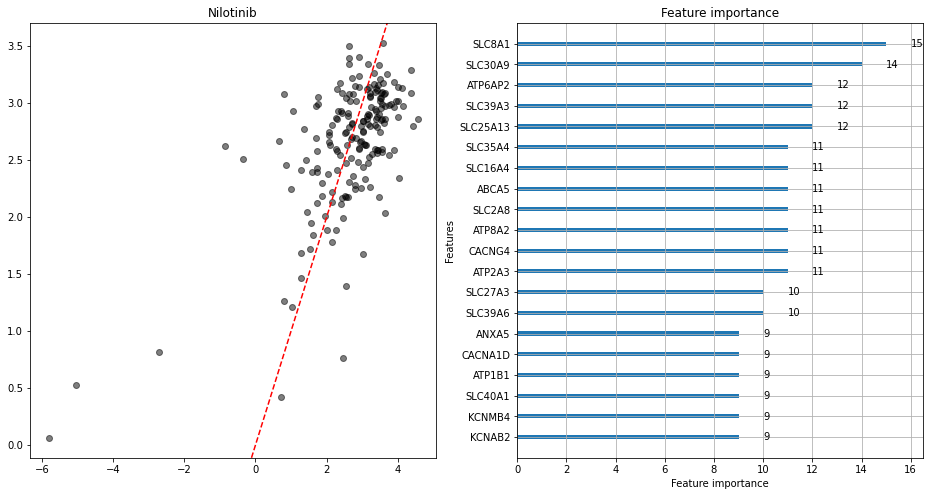 Nilotinib
3.5
3.0
2.5
2.0
1.5
1.0
0.5
0.0
−6
−4
−2
0
2
4
Feature importance
Features
SLC8A1 15
SLC30A9 14
ATP6AP2 12
SLC39A3 12
SLC25A13 12
SLC35A4 11
SLC16A4 11
ABCA5 11
SLC2A8 11
ATP8A2 11
CACNG4 11
ATP2A3 11
SLC27A3 10
SLC39A6 10
ANXA5 9
CACNA1D 9
ATP1B1 9
SLC40A1 9
KCNMB4 9
KCNAB2 9
0 2 4 6 8 10 12 14 16
Feature importance